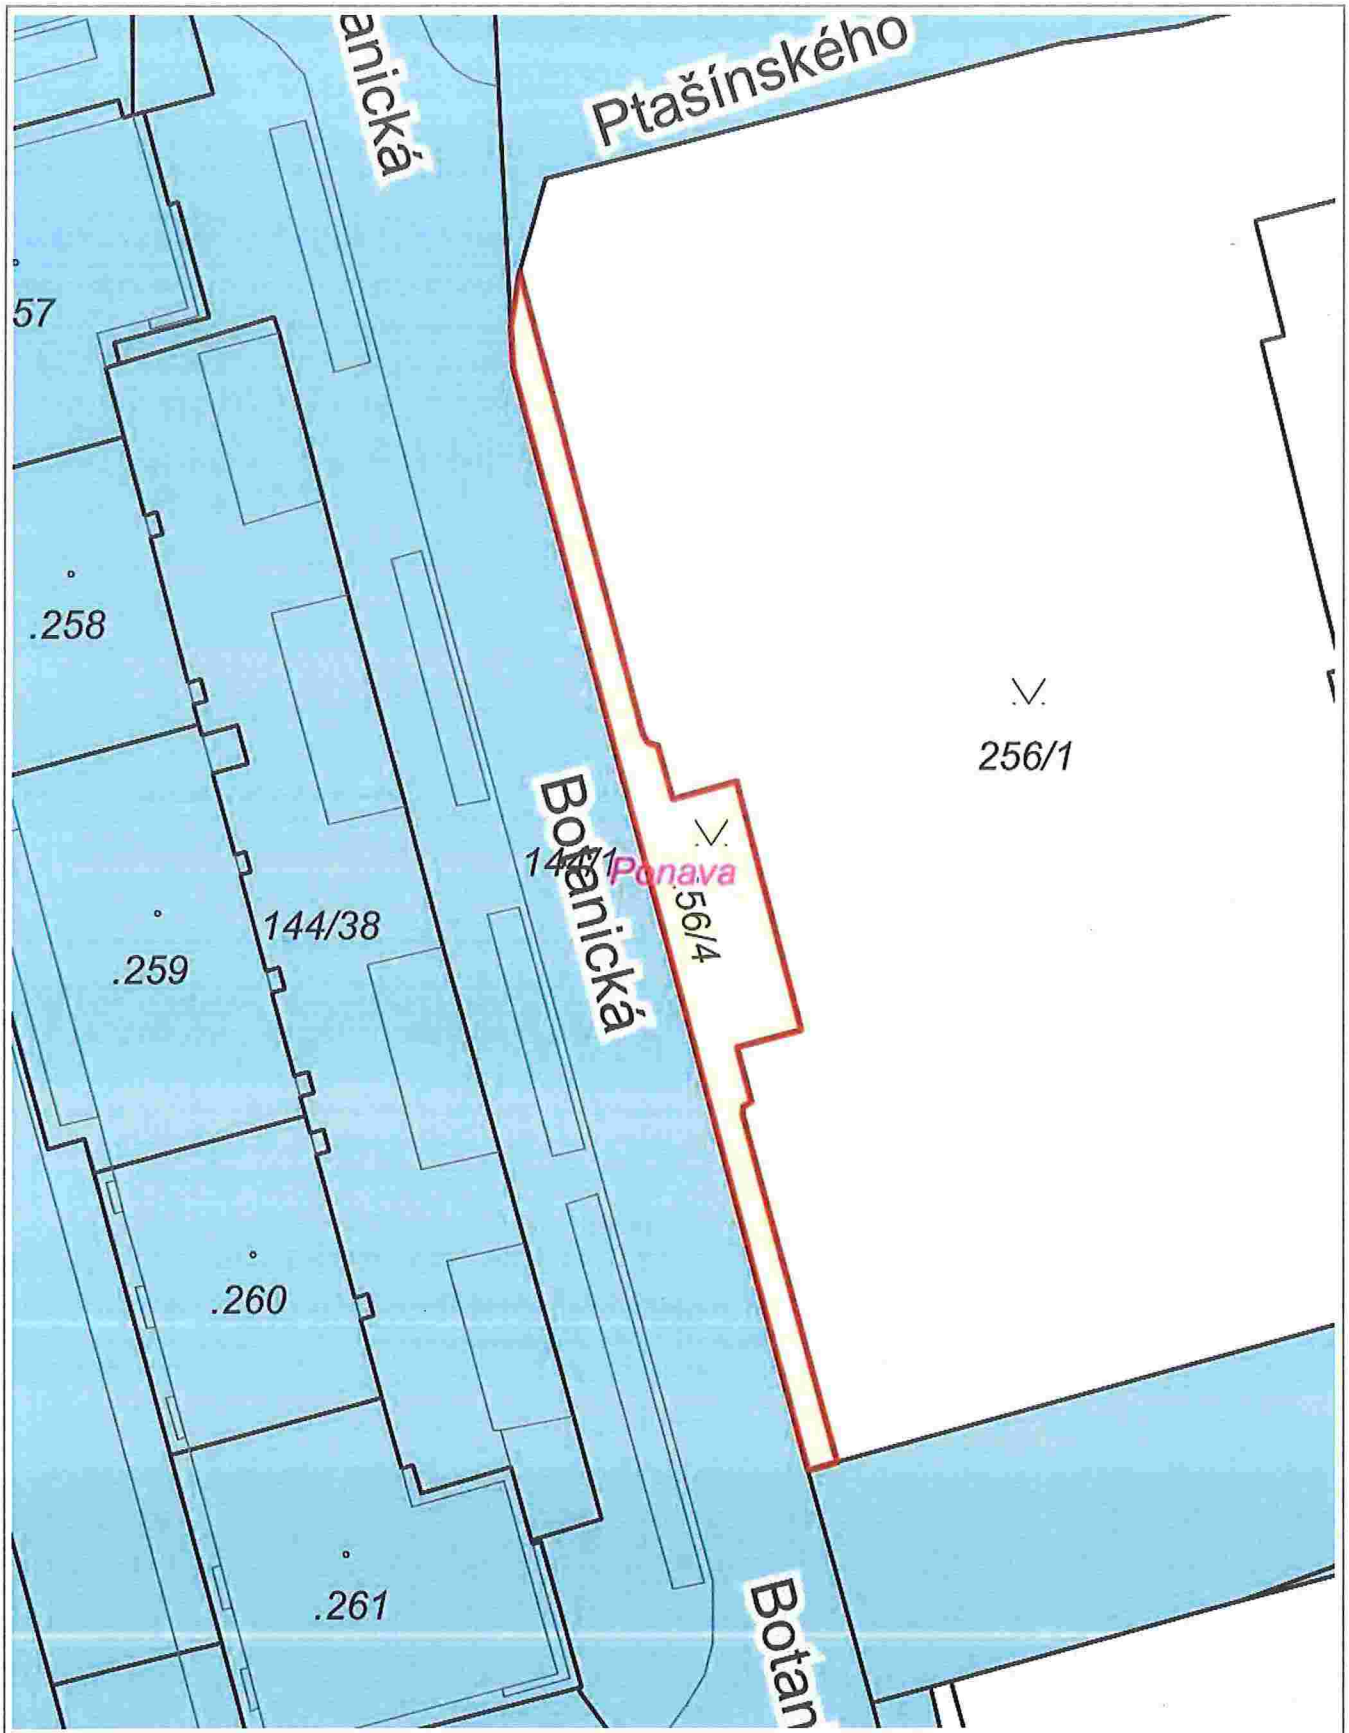 anická
Ptašínského
57
.258
256/1
Botanická
144/1
Ponava
56/4
144/38
.259
.260
.261
Botan